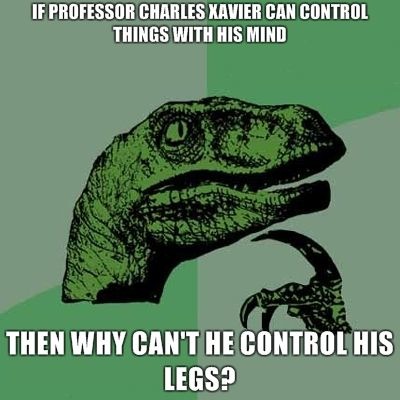 IF PROFESSOR CHARLES XAVIER CAN CONTROL
THINGS WITH HIS MIND
THEN WHY CAN'T HE CONTROL HIS
LEGS?